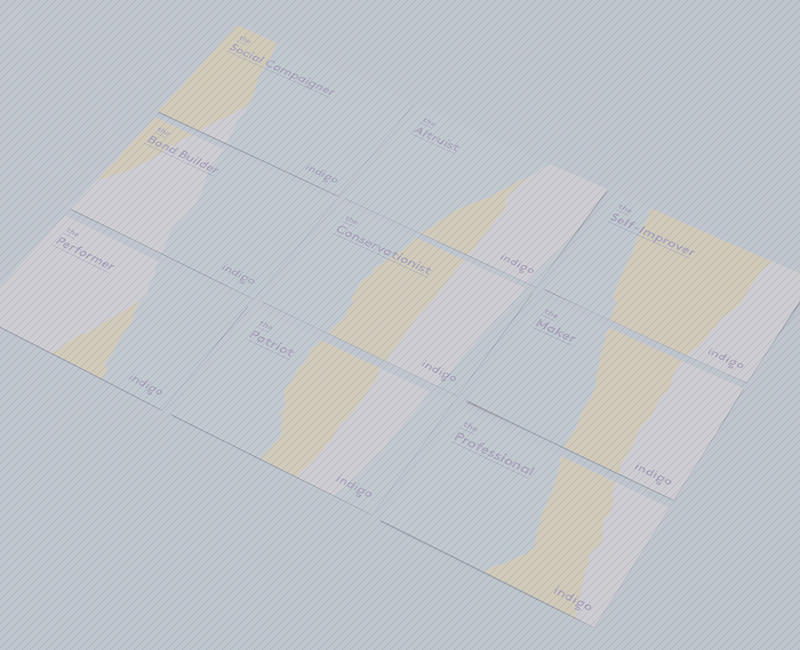 the
Social Campaigner
indigo
the
Altruist
indigo
the
Self-Improver
indigo
the
Bond Builder
indigo
the
Conservationist
indigo
the
Maker
indigo
the
Performer
indigo
the
Patriot
indigo
the
Professional
indigo